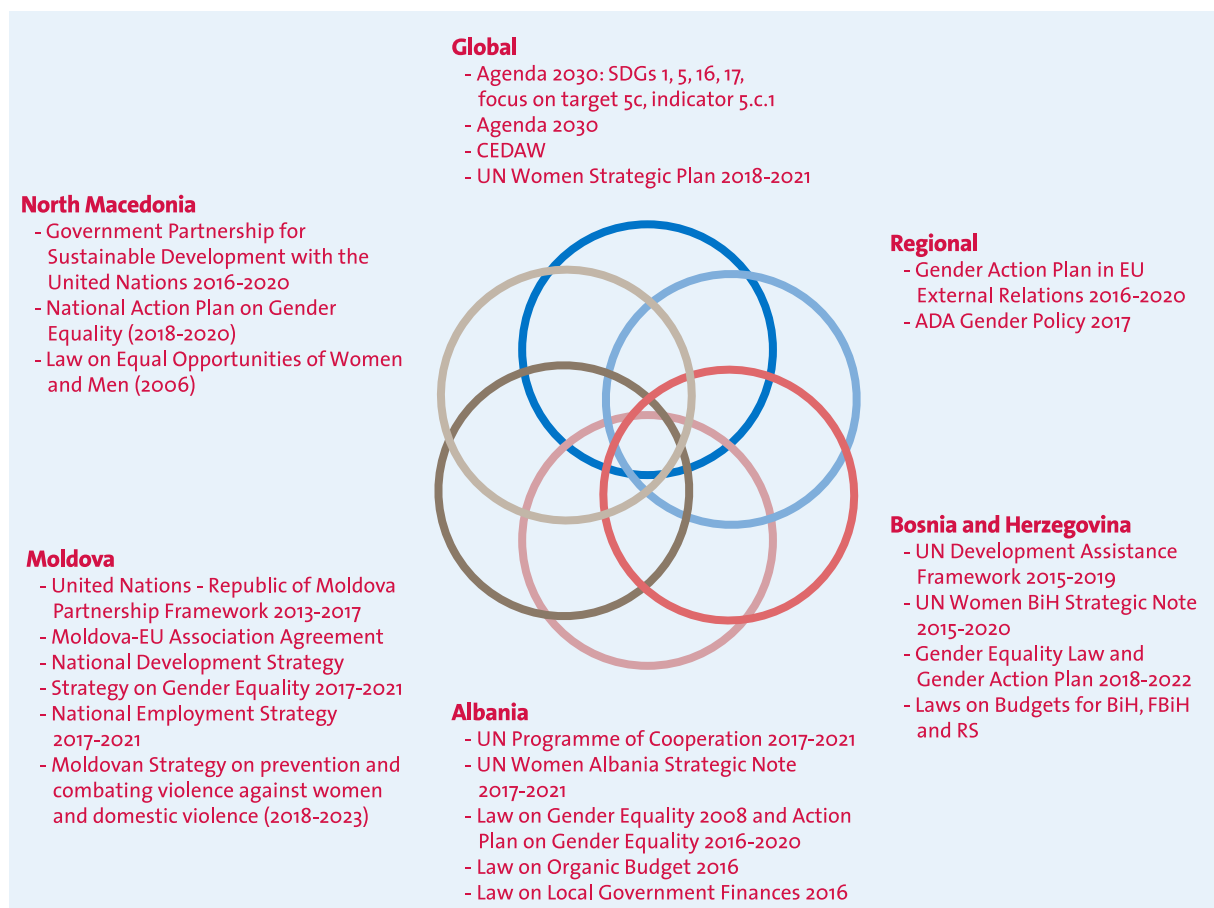 Global
- Agenda 2030: SDGs 1, 5, 16, 17,
focus on target 5c, indicator 5.c.1
- Agenda 2030
- CEDAW
- UN Women Strategic Plan 2018-2021
North Macedonia
- Government Partnership for
Sustainable Development with the
United Nations 2016-2020
- National Action Plan on Gender
Equality (2018-2020)
- Law on Equal Opportunities of Women
and Men (2006)
Regional
- Gender Action Plan in EU
External Relations 2016-2020
- ADA Gender Policy 2017
Moldova
- United Nations - Republic of Moldova
Partnership Framework 2013-2017
- Moldova-EU Association Agreement
- National Development Strategy
- Strategy on Gender Equality 2017-2021
- National Employment Strategy
2017-2021
- Moldovan Strategy on prevention and
combating violence against women
and domestic violence (2018-2023)
Bosnia and Herzegovina
- UN Development Assistance
Framework 2015-2019
- UN Women BiH Strategic Note
2015-2020
- Gender Equality Law and
Gender Action Plan 2018-2022
- Laws on Budgets for BiH, FBiH
and RS
Albania
- UN Programme of Cooperation 2017-2021
- UN Women Albania Strategic Note
2017-2021
- Law on Gender Equality 2008 and Action
Plan on Gender Equality 2016-2020
- Law on Organic Budget 2016
- Law on Local Government Finances 2016